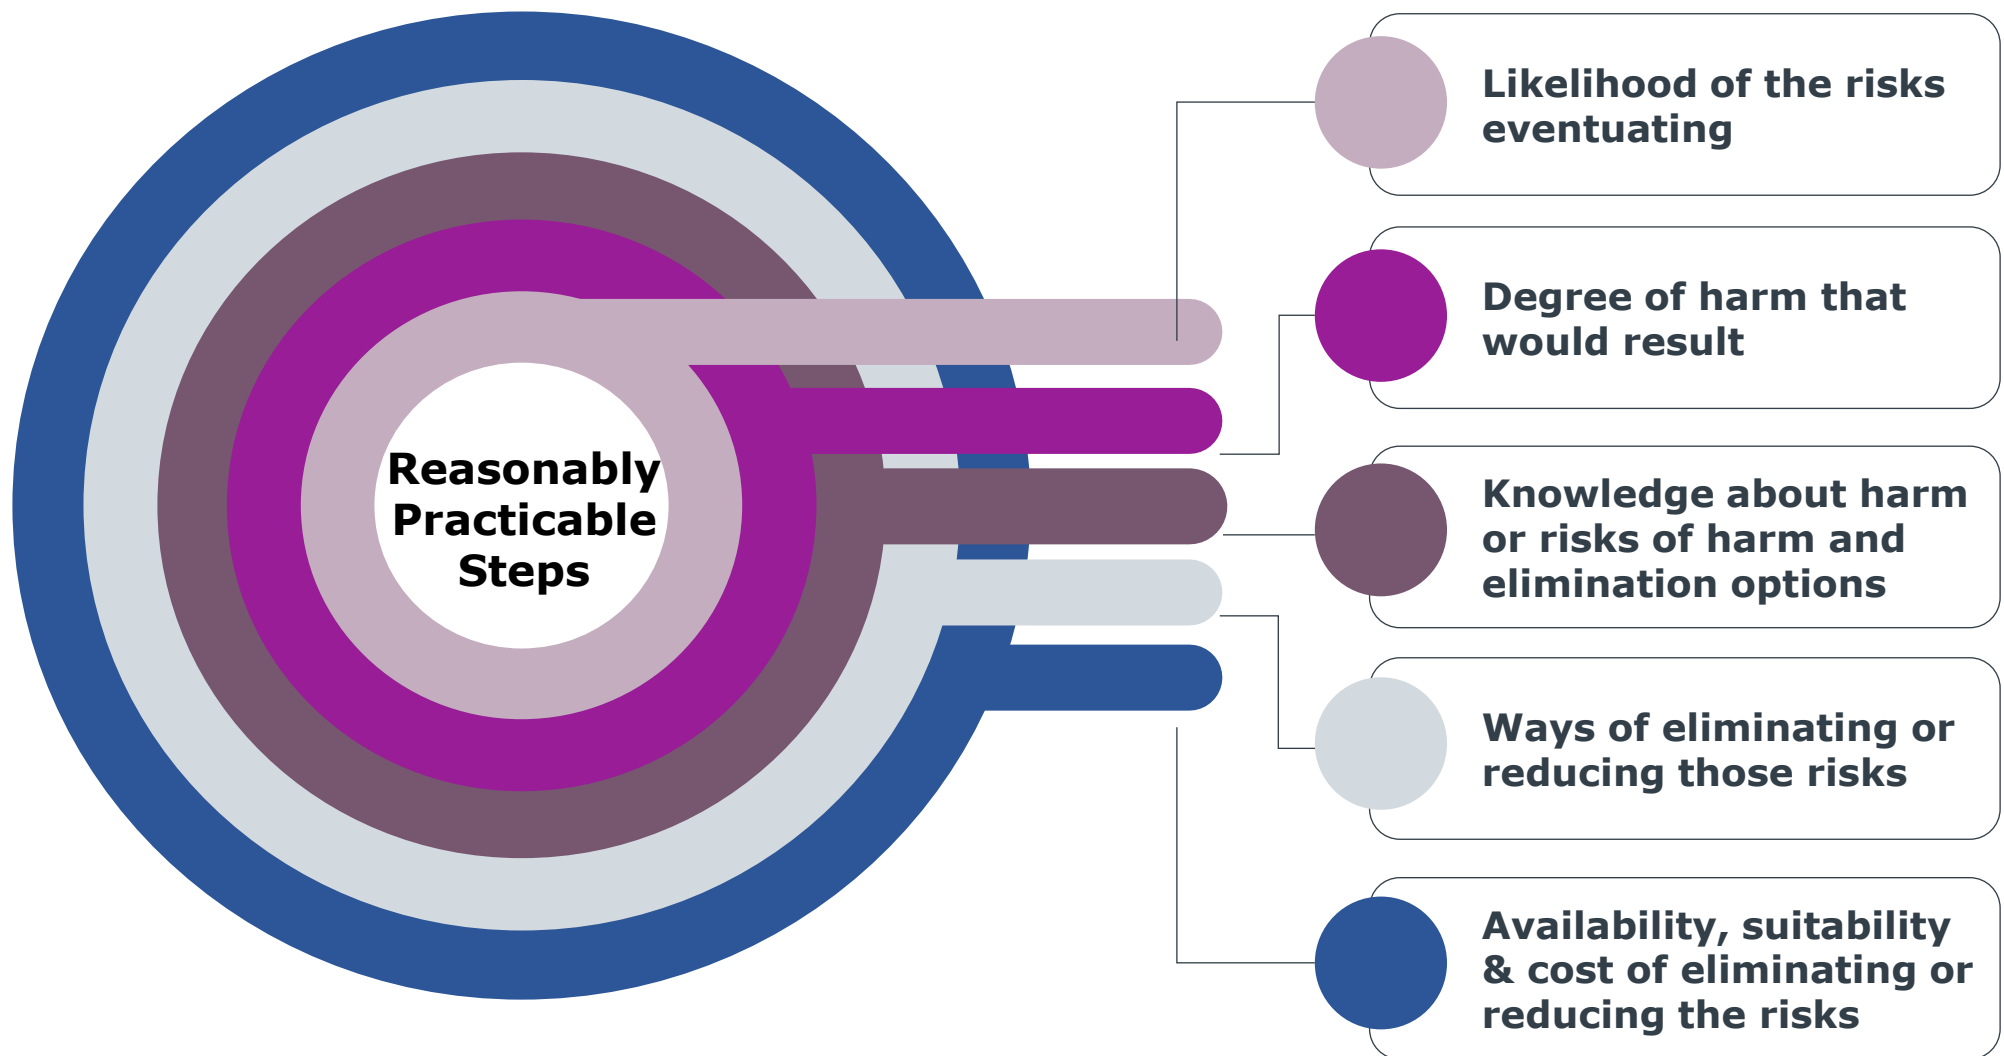 Reasonably
Practicable
Steps
Likelihood of the risks
eventuating
Degree of harm that
would result
Knowledge about harm
or risks of harm and
elimination options
Ways of eliminating or
reducing those risks
Availability, suitability
& cost of eliminating or
reducing the risks